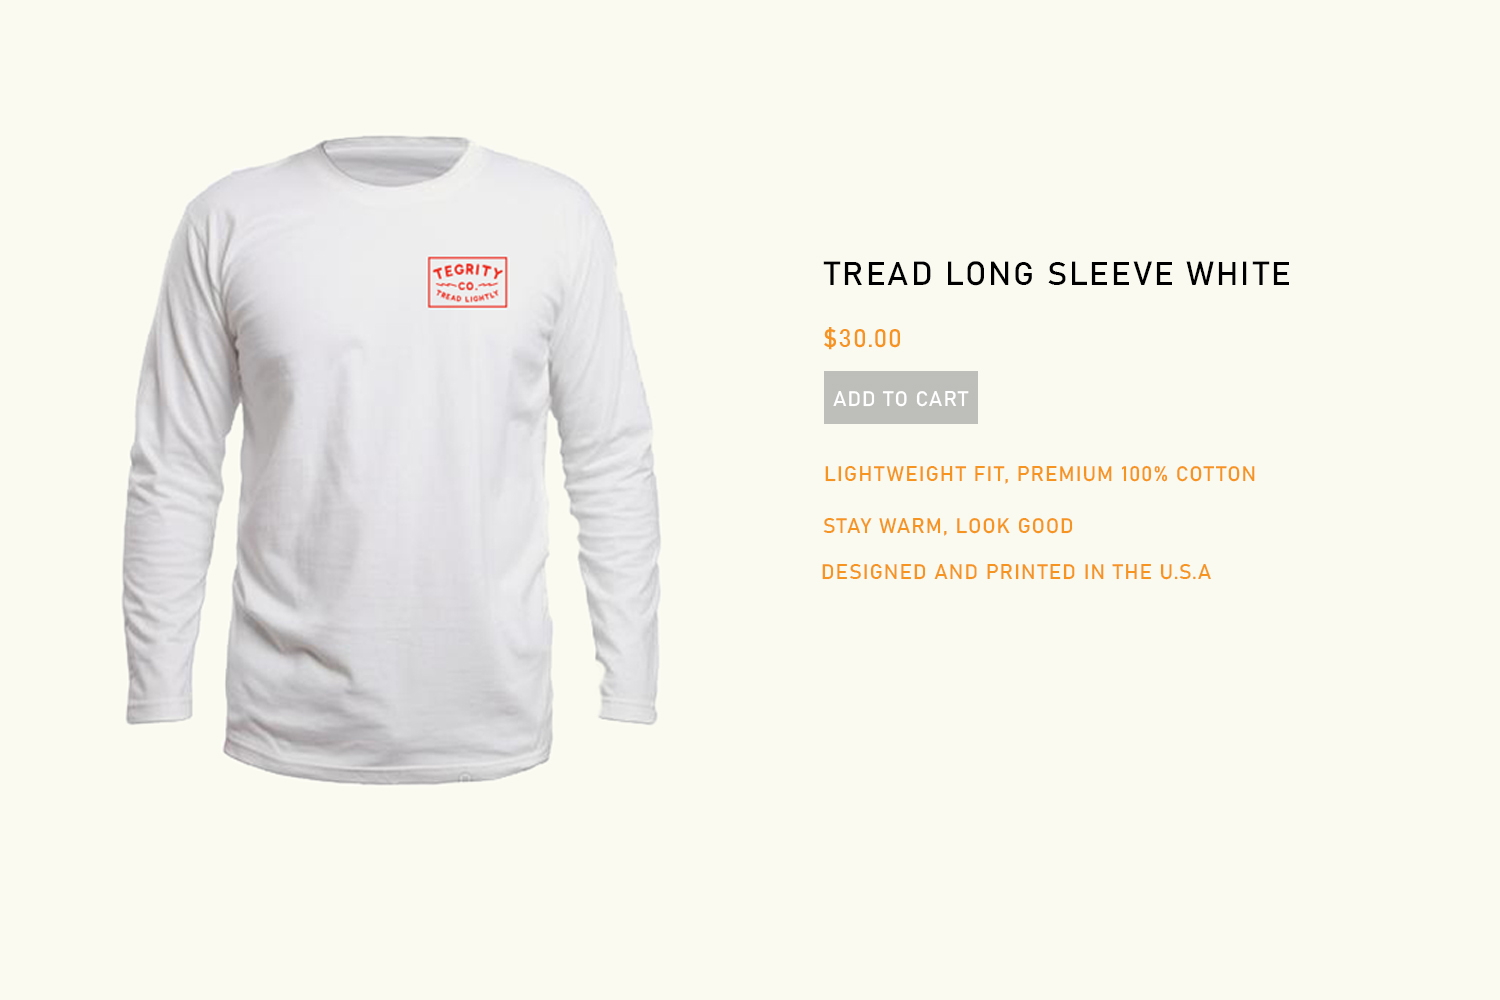 TEGRITY
CO.
TREAD LIGHTLY
TREAD LONG SLEEVE WHITE
$30.00
ADD TO CART
LIGHTWEIGHT FIT, PREMIUM 100% COTTON
STAY WARM, LOOK GOOD
DESIGNED AND PRINTED IN THE U.S.A